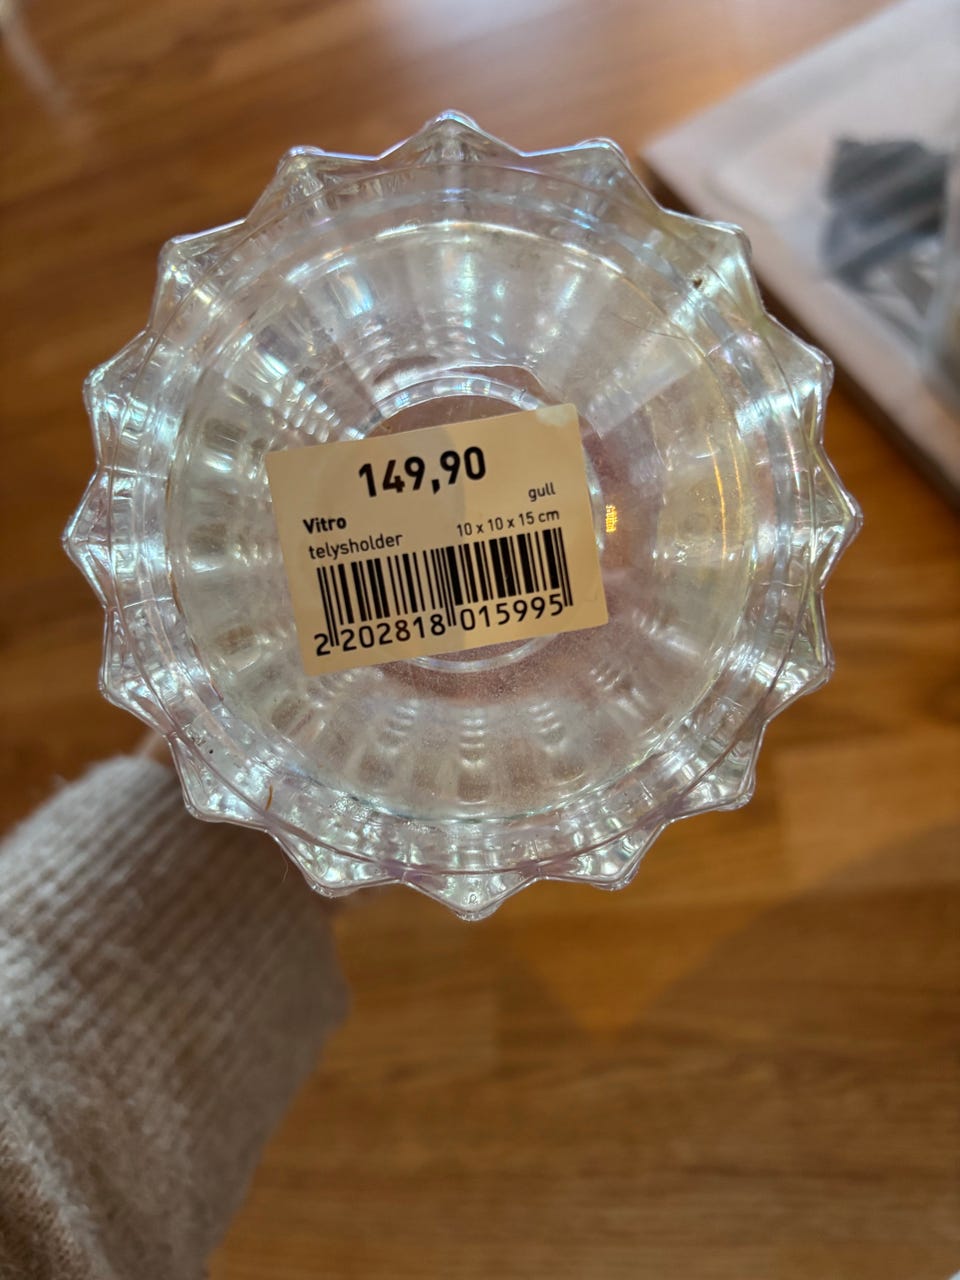 149,90
gull
Vitro
10 x 10 x 15 cm
telysholder
2 202818 015995